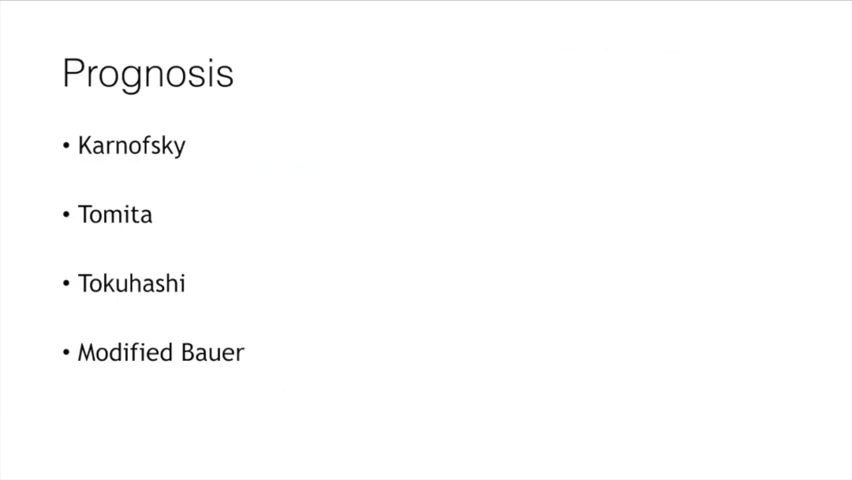 Prognosis
• Karnofsky
• Tomita
• Tokuhashi
• Modified Bauer